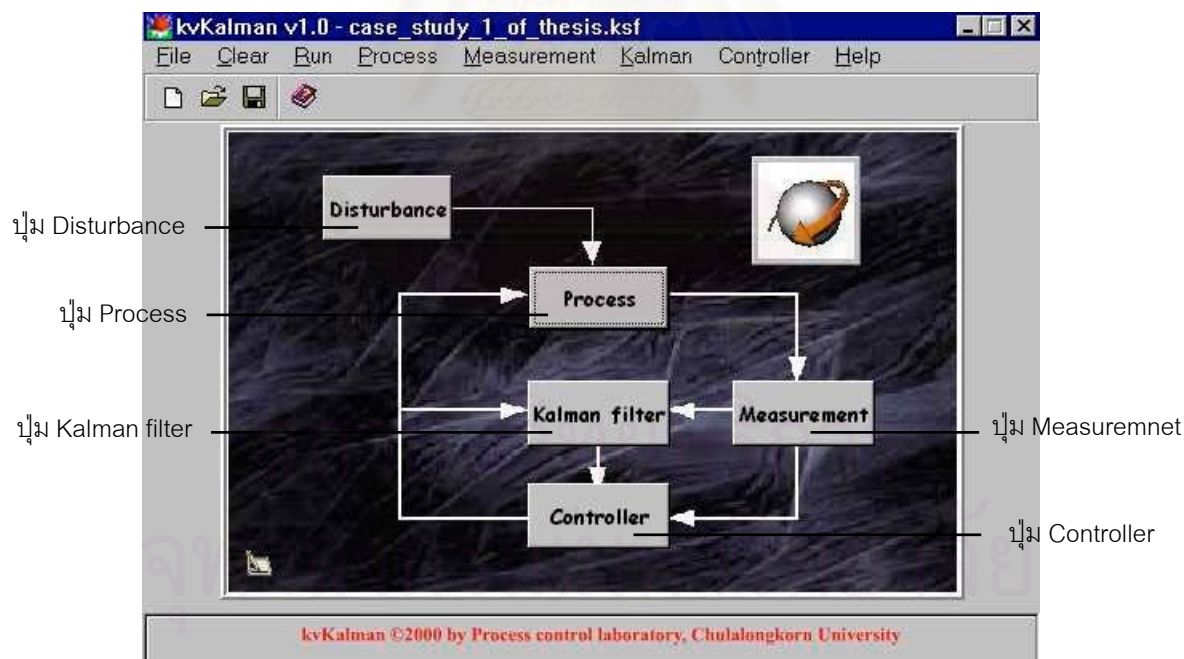 kvKalman v1.0 - case_study_1_of_thesis.ksf
File Clear Run Process Measurement Kalman Controller Help
Disturbance
ปุ่ม Disturbance
Process
ปุ่ม Process
Kalman filter
Measurement
ปุ่ม Kalman filter
ปุ่ม Measuremnet
Controller
ปุ่ม Controller
kvKalman ©2000 by Process control laboratory, Chulalongkorn University